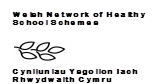 Welsh Network of Healthy
School Schemes
Cynlluniau Ysgolion Iach
Rhwydwaith Cymru